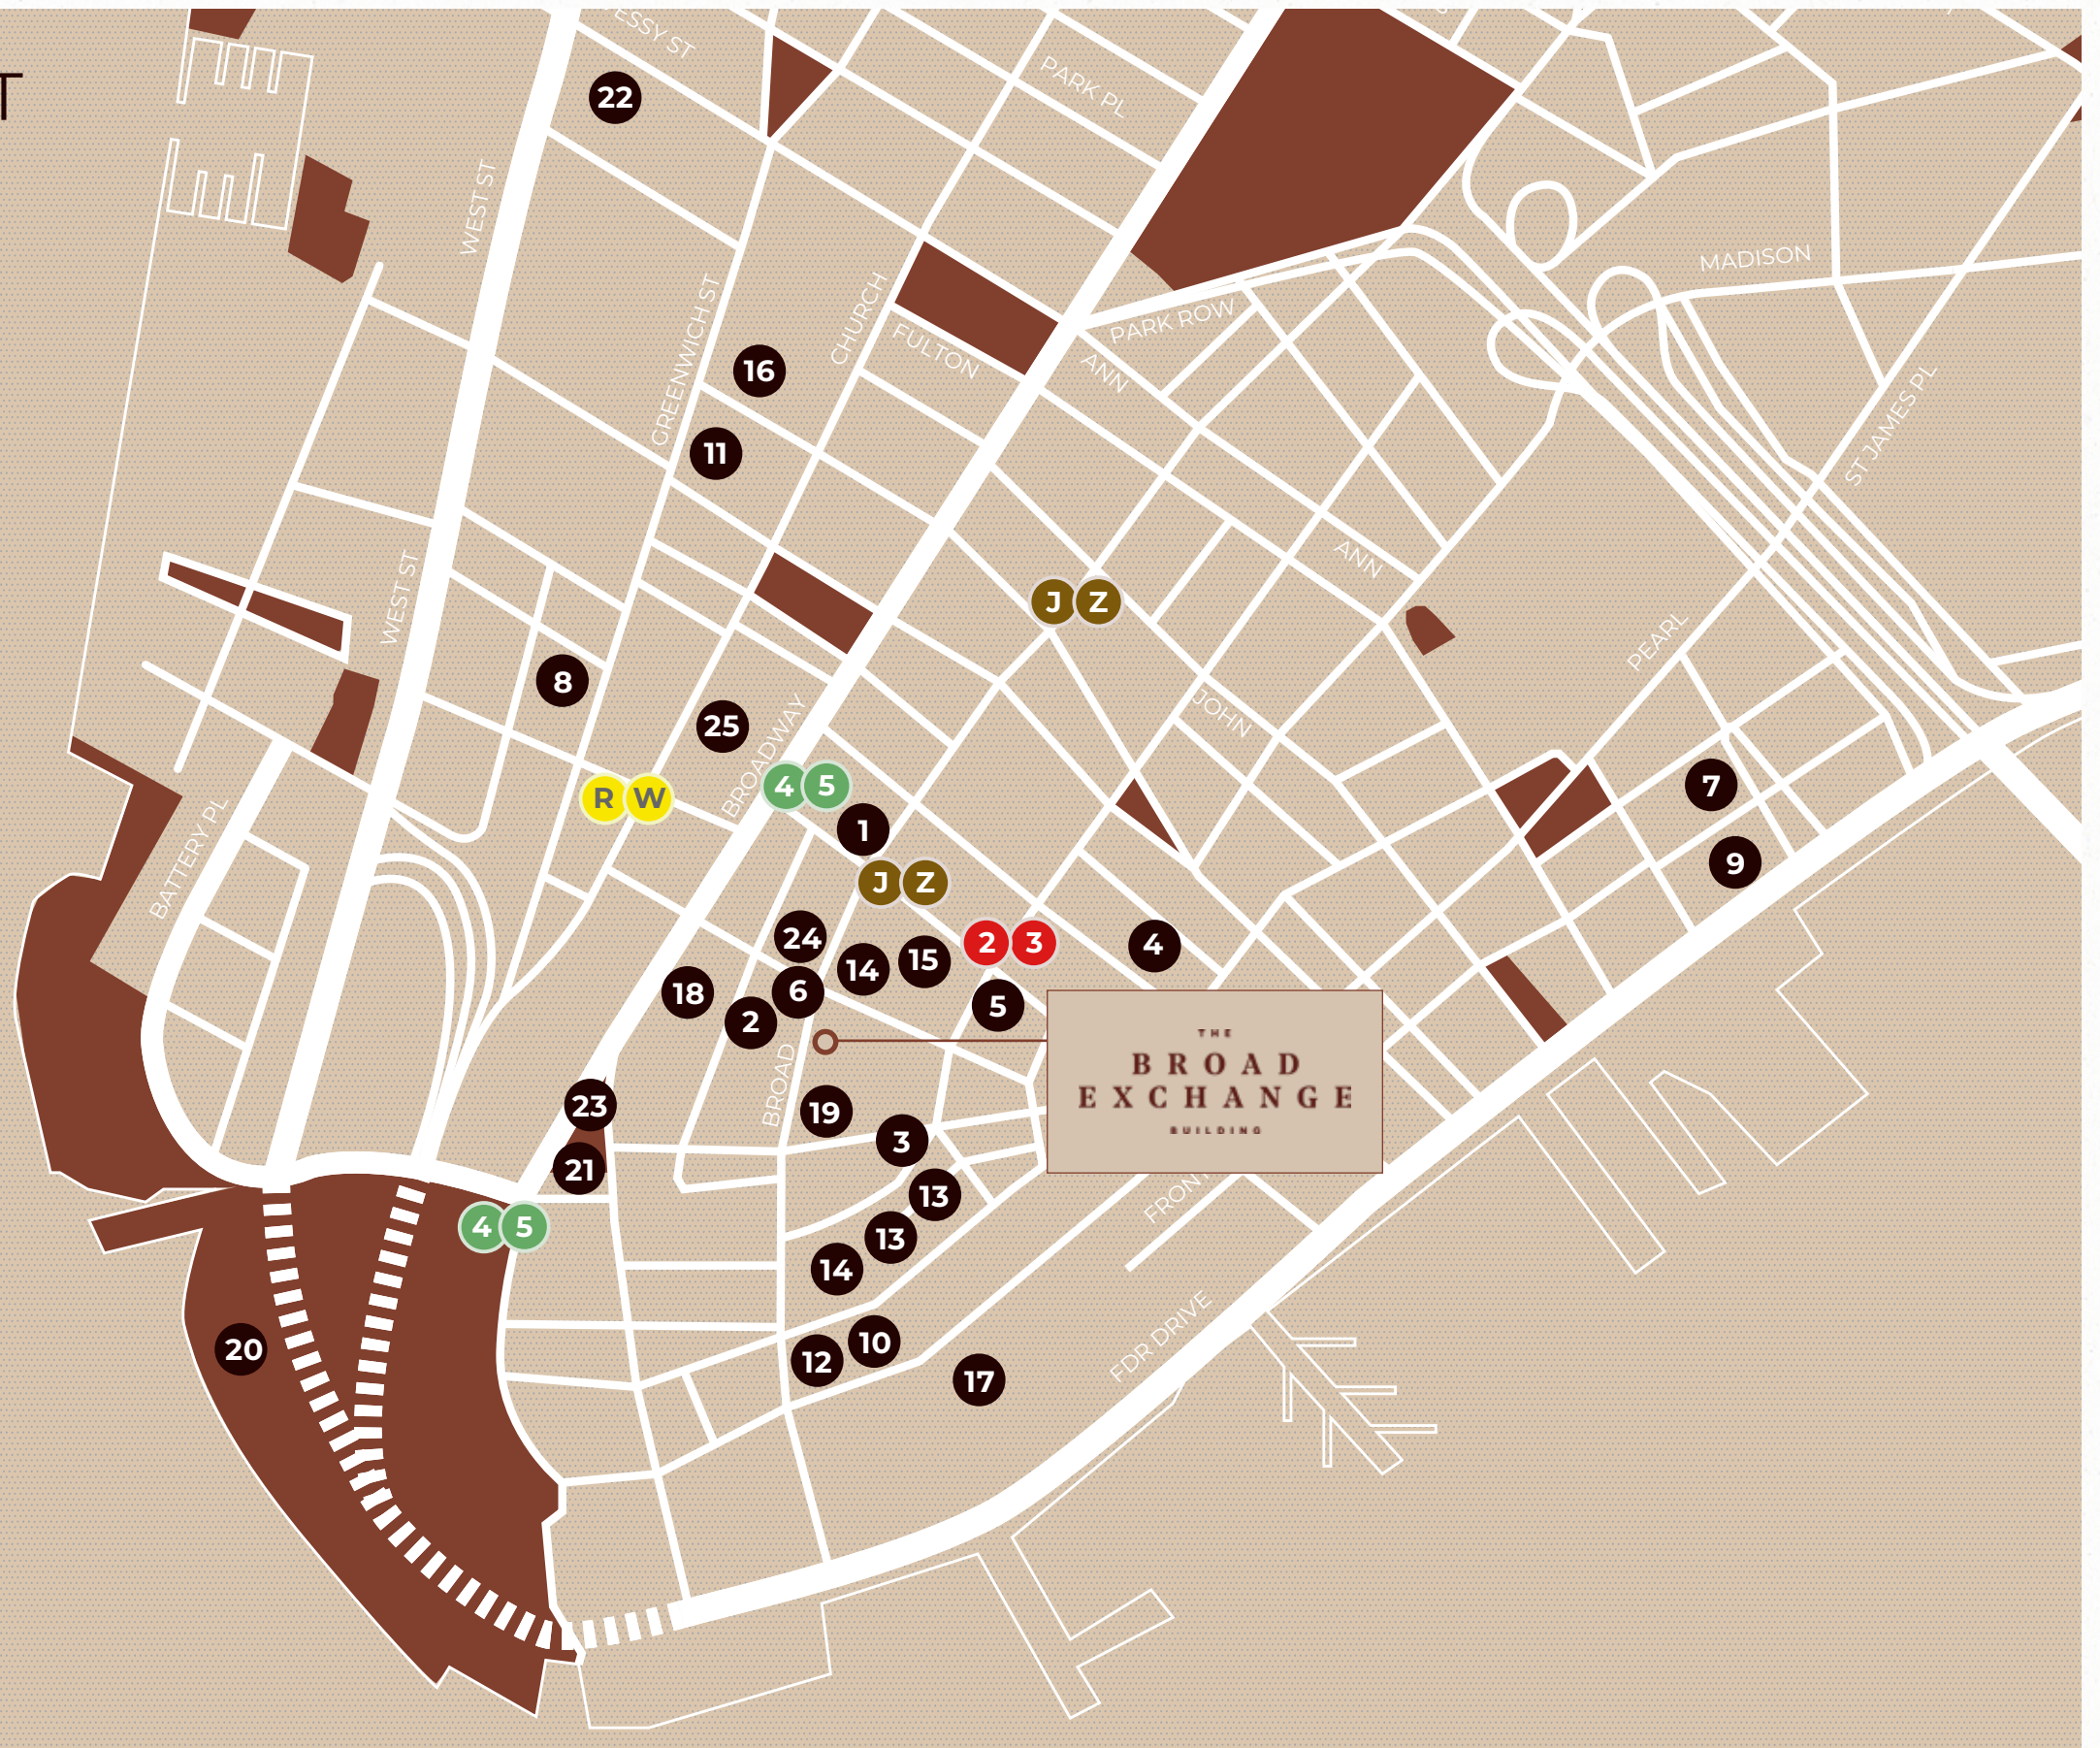 T
ESSY ST
22
PARK PL
WEST ST
MADISON
GREENWICH ST
CHURCH
PARK ROW
FULTON
ANN
16
ST JAMES PL
11
ANN
WEST ST
J Z
PEARL
8
JOHN
25
BROADWAY
R W
4 5
7
1
BATTERY PL
9
J Z
24
2 3
4
14
15
18
6
5
2
THE
BROAD
EXCHANGE
BUILDING
BROAD
23
19
3
21
13
FRONT
4 5
13
14
20
FDR DRIVE
12
10
17